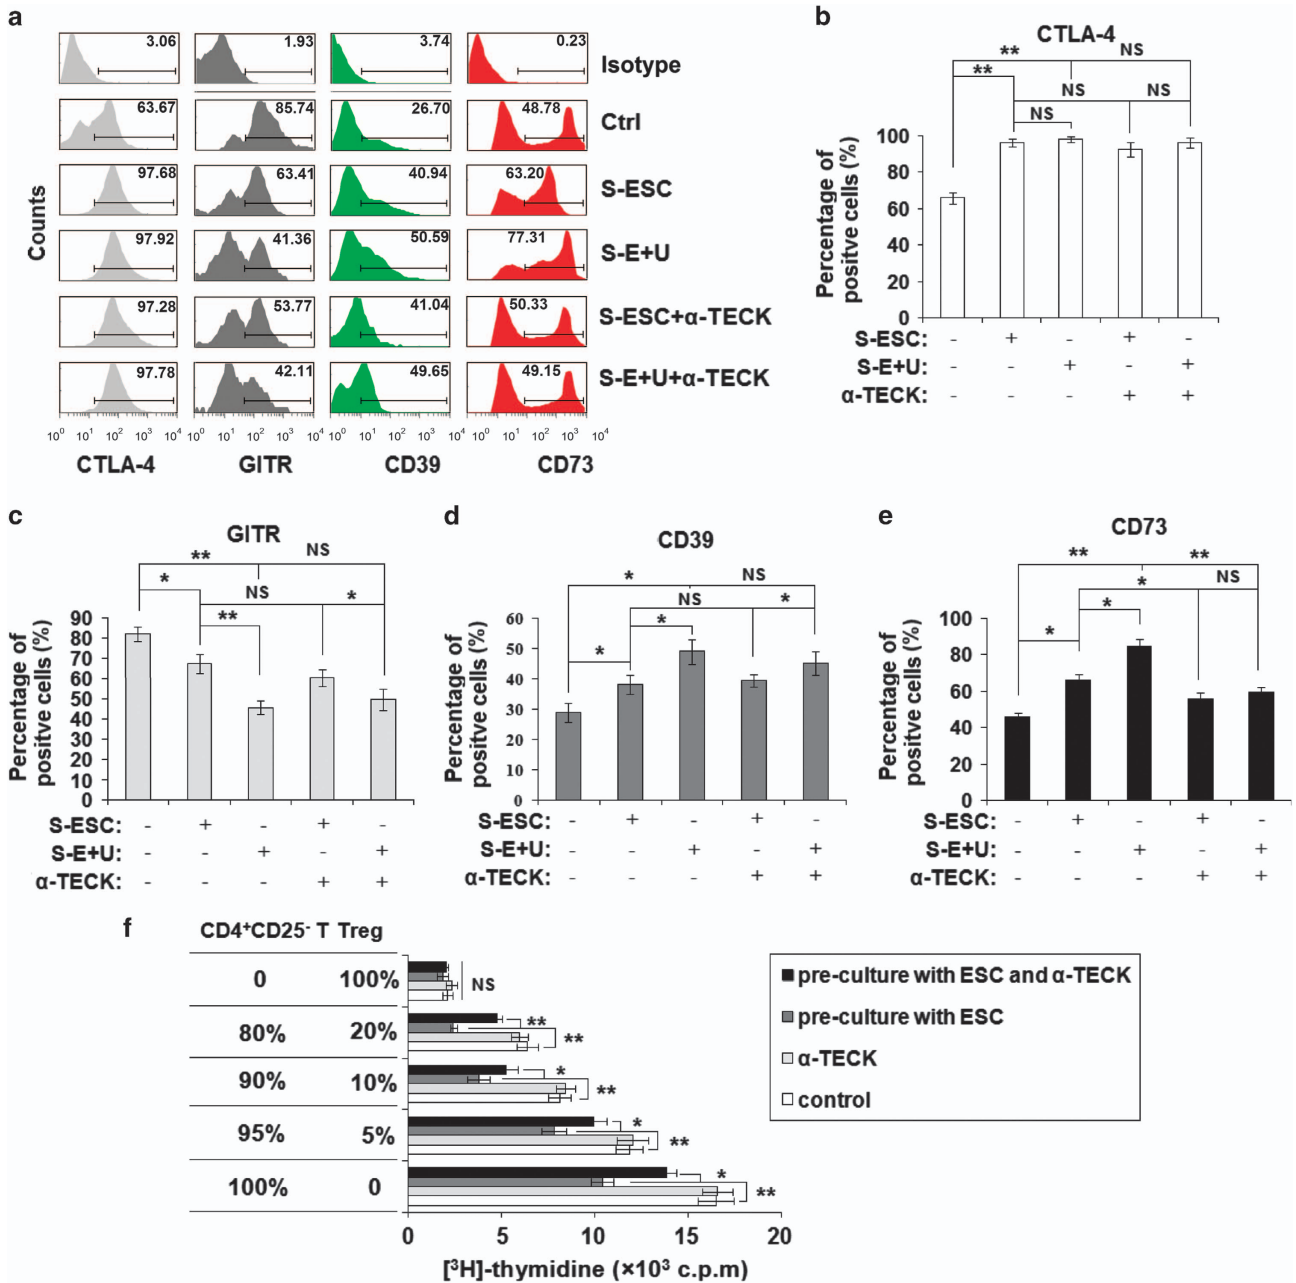 a
3.06 1.93 3.74 0.23 Isotype
63.67 85.74 26.70 48.78 Ctrl
97.68 63.41 40.94 63.20 S-ESC
97.92 41.36 50.59 77.31 S-E+U
97.28 53.77 41.04 50.33 S-ESC+α-TECK
97.78 42.11 49.65 49.15 S-E+U+α-TECK
Counts
10⁰ 10¹ 10² 10³ 10⁴ 10⁰ 10¹ 10² 10³ 10⁴ 10⁰ 10¹ 10² 10³ 10⁴ 10⁰ 10¹ 10² 10³ 10⁴
CTLA-4 GITR CD39 CD73
b
CTLA-4
** NS
** NS NS
NS
Percentage of
positve cells (%)
100
80
60
40
20
0
S-ESC: - + - + -
S-E+U: - - + - +
α-TECK: - - - + +
c
GITR
** NS
* NS *
**
Percentage of
positve cells (%)
90
80
70
60
50
40
30
20
10
0
S-ESC: - + - + -
S-E+U: - - + - +
α-TECK: - - - + +
d
CD39
* NS
NS *
*
*
Percentage of
positve cells (%)
60
50
40
30
20
10
0
S-ESC: - + - + -
S-E+U: - - + - +
α-TECK: - - - + +
e
CD73
** **
* NS
*
*
Percentage of
positve cells (%)
100
80
60
40
20
0
S-ESC: - + - + -
S-E+U: - - + - +
α-TECK: - - - + +
f
CD4⁺CD25⁻ T Treg
0 100% NS
80% 20% ** **
90% 10% * **
95% 5% * **
100% 0 * **
0 5 10 15 20
[³H]-thymidine (×10³ c.p.m)
pre-culture with ESC and α-TECK
pre-culture with ESC
α-TECK
control